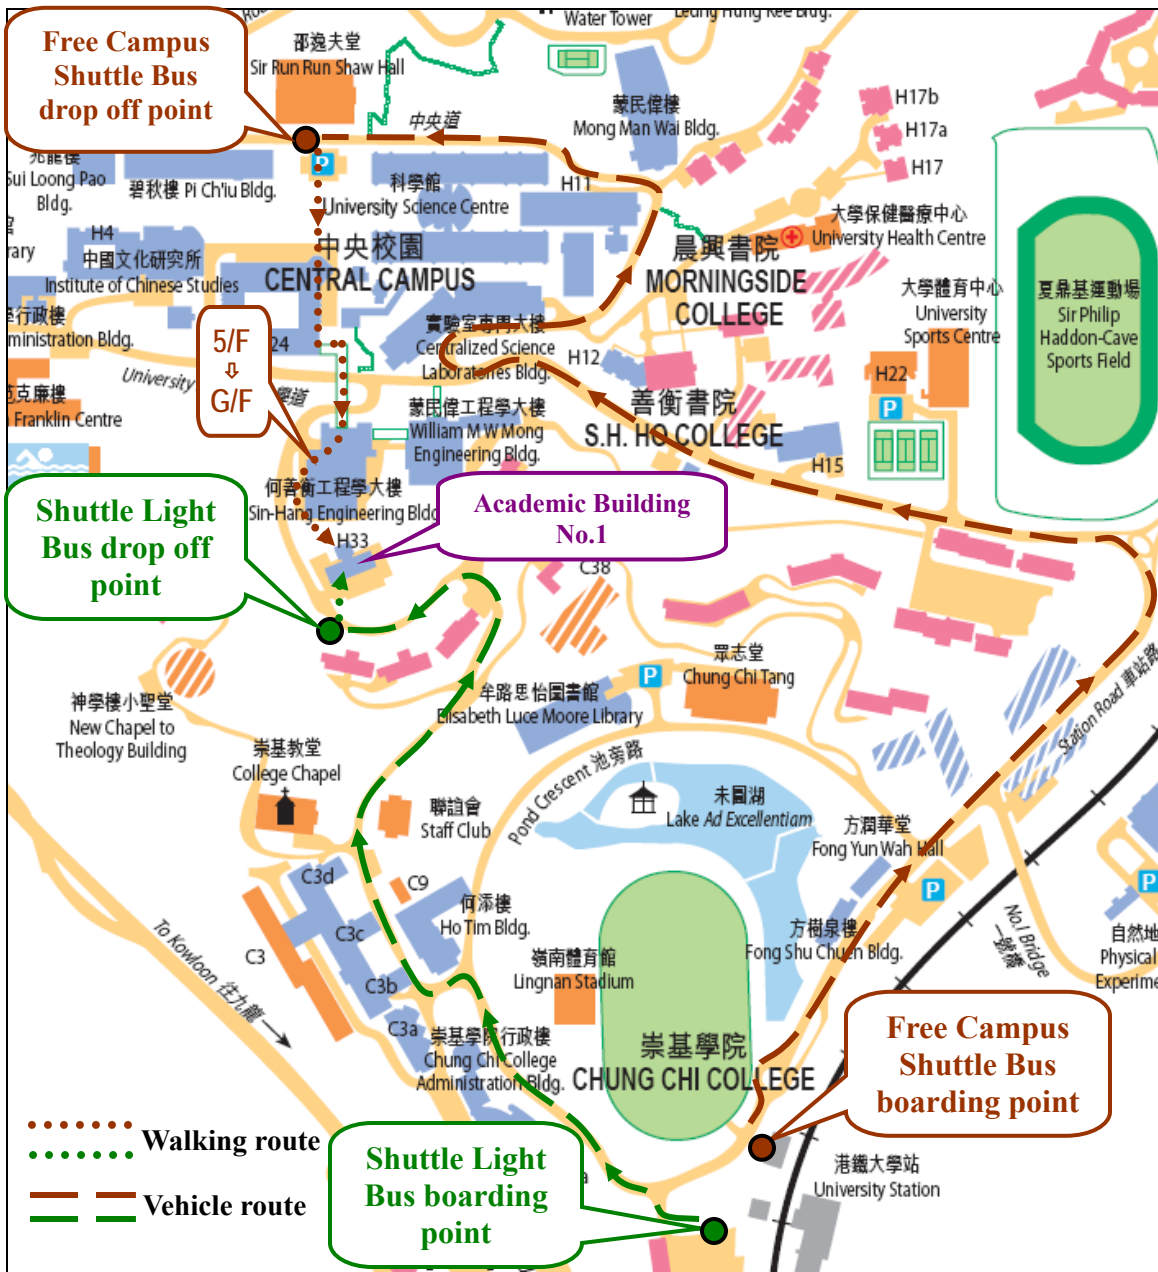 Free Campus
Shuttle Bus
drop off point
Water Tower
Leung Hung Kee Bldg.
邵逸夫堂
Sir Run Run Shaw Hall
中央道
蒙民偉樓
Mong Man Wai Bldg.
H17b
H17a
H17
Sui Loong Pao
Bldg.
碧秋樓 Pi Ch'iu Bldg.
P
科學館
University Science Centre
H11
大學保健醫療中心
University Health Centre
H4
中國文化研究所
Institute of Chinese Studies
中央校園
CENTRAL CAMPUS
晨興書院
MORNINGSIDE
COLLEGE
大學體育中心
University
Sports Centre
夏鼎基運動場
Sir Philip
Haddon-Cave
Sports Field
5/F
⇩
G/F
24
University
實驗室專門大樓
Centralized Science
Laboratories Bldg.
H12
H22
P
Franklin Centre
蒙民偉工程學大樓
William M W Mong
Engineering Bldg.
善衡書院
S.H. HO COLLEGE
H15
Shuttle Light
Bus drop off
point
何善衡工程學大樓
Sin-Hang Engineering Bldg
H33
Academic Building
No.1
C38
神學樓小聖堂
New Chapel to
Theology Building
牟路思怡圖書館
Elisabeth Luce Moore Library
P
眾志堂
Chung Chi Tang
Station Road 車站路
崇基教堂
College Chapel
聯誼會
Staff Club
Pond Crescent 池旁路
未圓湖
Lake Ad Excellentiam
方潤華堂
Fong Yun Wah Hall
P
P
C3d
C9
何添樓
Ho Tim Bldg.
C3c
C3
C3b
C3a
To Kowloon 往九龍
嶺南體育館
Lingnan Stadium
方樹泉樓
Fong Shu Chuen Bldg.
No.1 Bridge
一號橋
自然地
Physical
Experime
崇基學院行政樓
Chung Chi College
Administration Bldg.
崇基學院
CHUNG CHI COLLEGE
Free Campus
Shuttle Bus
boarding point
Walking route
Vehicle route
Shuttle Light
Bus boarding
point
港鐵大學站
University Station